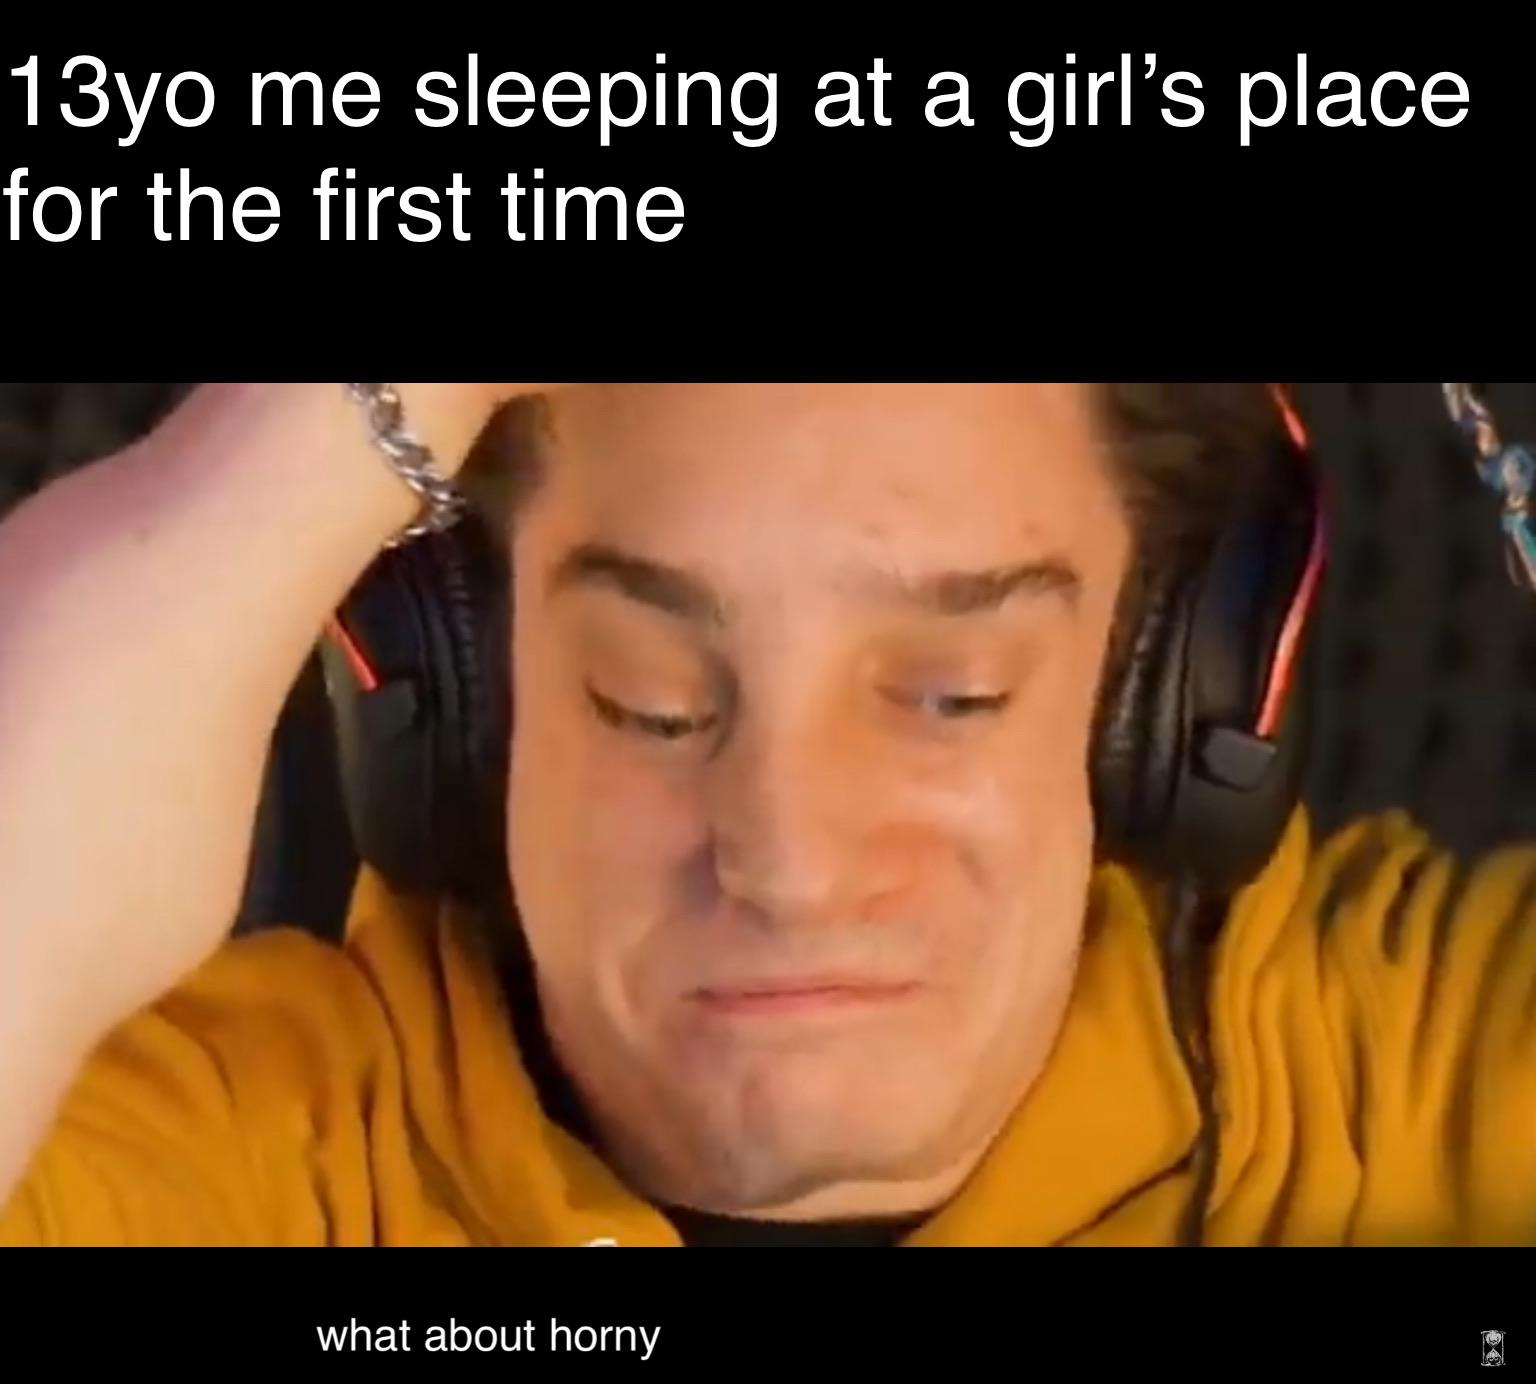 13yo me sleeping at a girl’s place
for the first time
what about horny